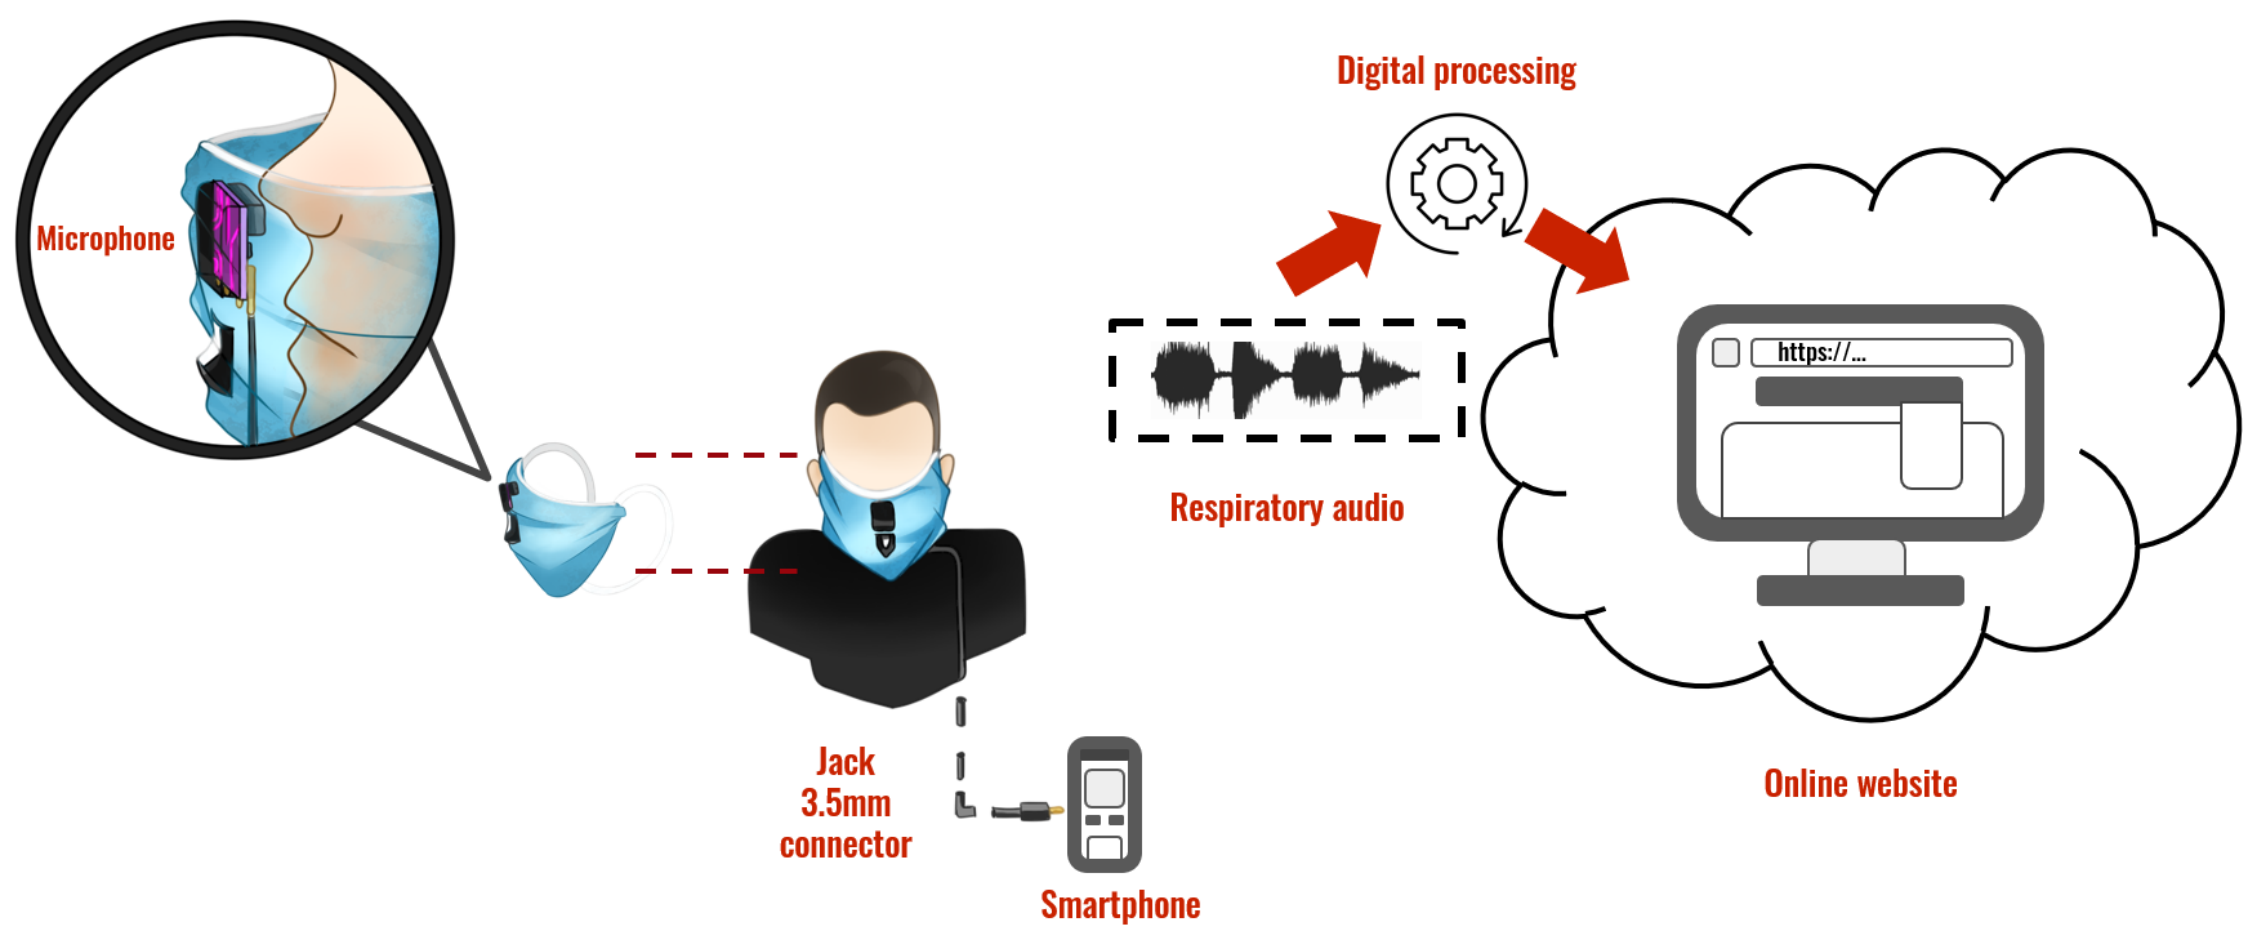 Microphone
Digital processing
https://...
Respiratory audio
Jack
3.5mm
connector
Smartphone
Online website